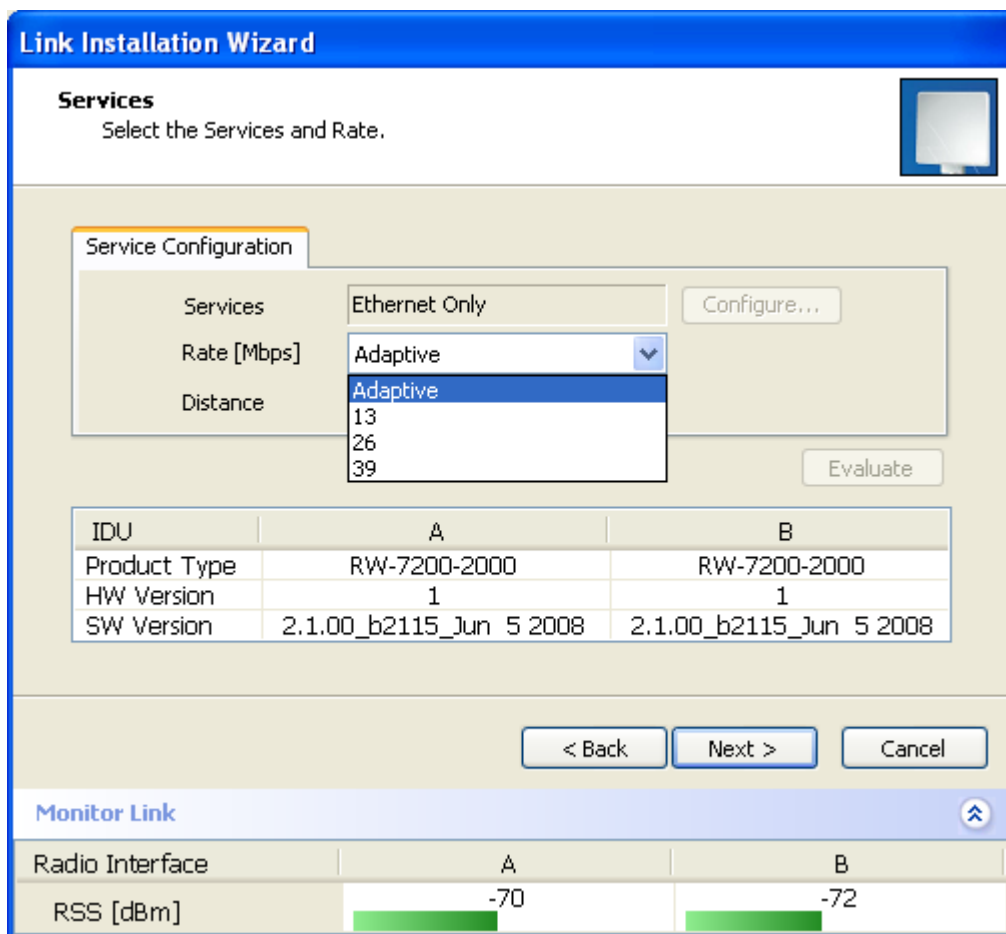 Link Installation Wizard
Services
Select the Services and Rate.
Service Configuration
Services Ethernet Only Configure...
Rate [Mbps] Adaptive
Distance
Adaptive
13
26
39
Evaluate
IDU A B
Product Type RW-7200-2000 RW-7200-2000
HW Version 1 1
SW Version 2.1.00_b2115_Jun 5 2008 2.1.00_b2115_Jun 5 2008
< Back Next > Cancel
Monitor Link
Radio Interface A B
RSS [dBm] -70 -72